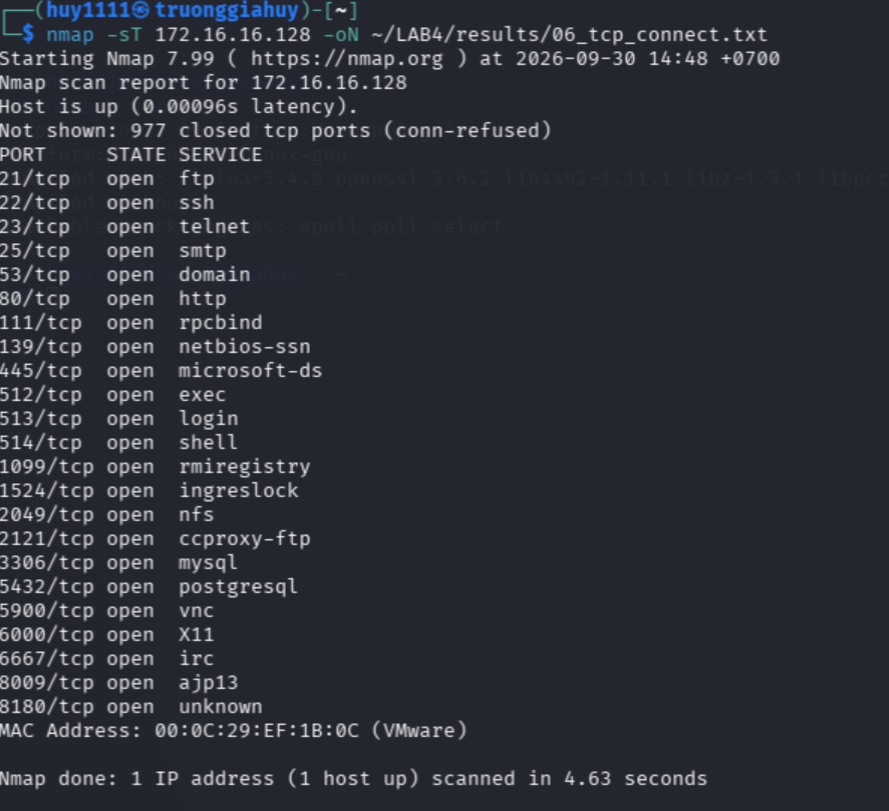 ┌──(huy1111㉿truonggiahuy)-[~]
└─$ nmap -sT 172.16.16.128 -oN ~/LAB4/results/06_tcp_connect.txt
Starting Nmap 7.99 ( https://nmap.org ) at 2026-09-30 14:48 +0700
Nmap scan report for 172.16.16.128
Host is up (0.00096s latency).
Not shown: 977 closed tcp ports (conn-refused)
PORT     STATE SERVICE
21/tcp   open  ftp
22/tcp   open  ssh
23/tcp   open  telnet
25/tcp   open  smtp
53/tcp   open  domain
80/tcp   open  http
111/tcp  open  rpcbind
139/tcp  open  netbios-ssn
445/tcp  open  microsoft-ds
512/tcp  open  exec
513/tcp  open  login
514/tcp  open  shell
1099/tcp open  rmiregistry
1524/tcp open  ingreslock
2049/tcp open  nfs
2121/tcp open  ccproxy-ftp
3306/tcp open  mysql
5432/tcp open  postgresql
5900/tcp open  vnc
6000/tcp open  X11
6667/tcp open  irc
8009/tcp open  ajp13
8180/tcp open  unknown
MAC Address: 00:0C:29:EF:1B:0C (VMware)
Nmap done: 1 IP address (1 host up) scanned in 4.63 seconds